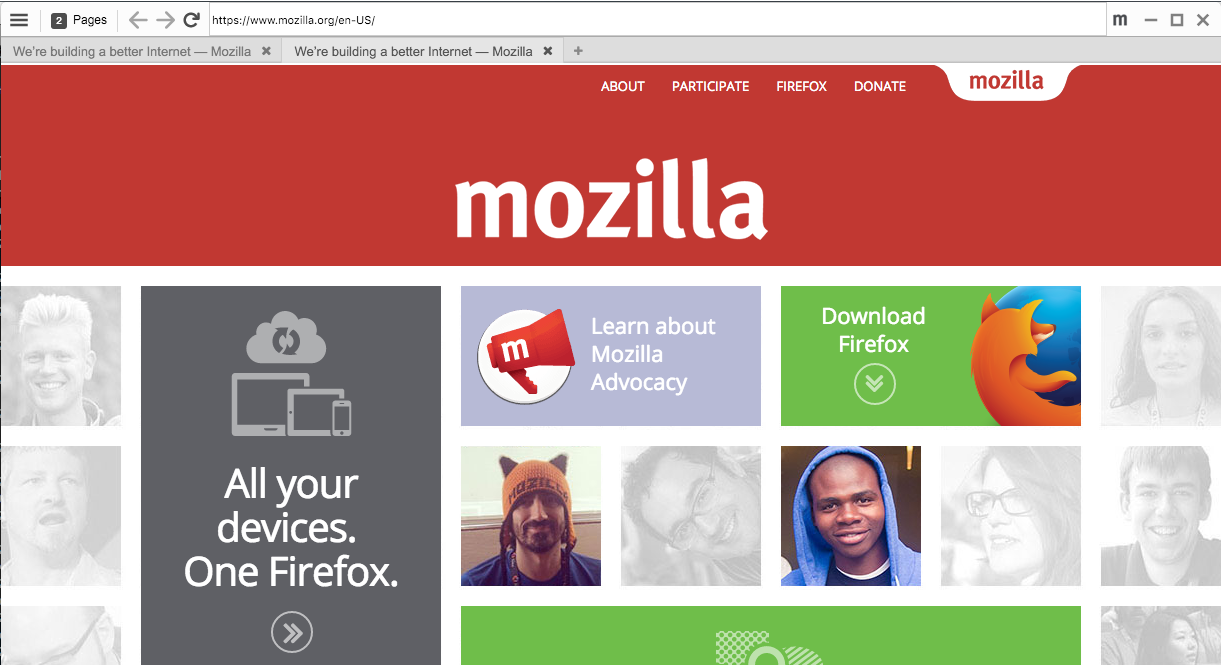 2 Pages https://www.mozilla.org/en-US/ m
We're building a better Internet — Mozilla We're building a better Internet — Mozilla
ABOUT PARTICIPATE FIREFOX DONATE mozilla
mozilla
Learn about
Mozilla
Advocacy
m
Download
Firefox
MOZILLA
All your
devices.
One Firefox.